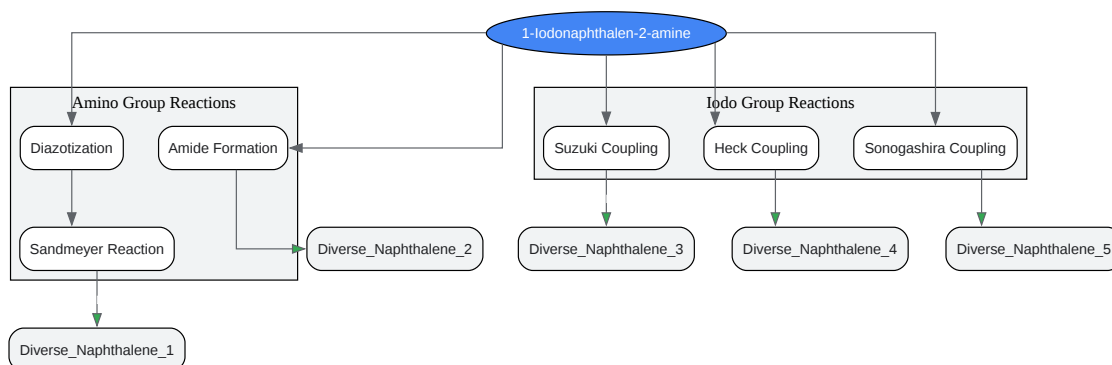 1-Iodonaphthalen-2-amine
Amino Group Reactions
Iodo Group Reactions
Diazotization
Amide Formation
Suzuki Coupling
Heck Coupling
Sonogashira Coupling
Sandmeyer Reaction
Diverse_Naphthalene_2
Diverse_Naphthalene_3
Diverse_Naphthalene_4
Diverse_Naphthalene_5
Diverse_Naphthalene_1